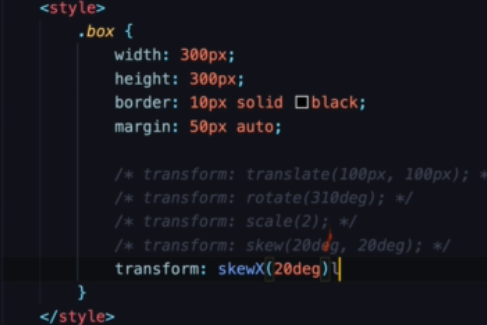 <style>
.box {
width: 300px;
height: 300px;
border: 10px solid black;
margin: 50px auto;
/* transform: translate(100px, 100px); *
/* transform: rotate(310deg); */
/* transform: scale(2); */
/* transform: skew(20deg, 20deg); */
transform: skewX(20deg)l
}
</style>